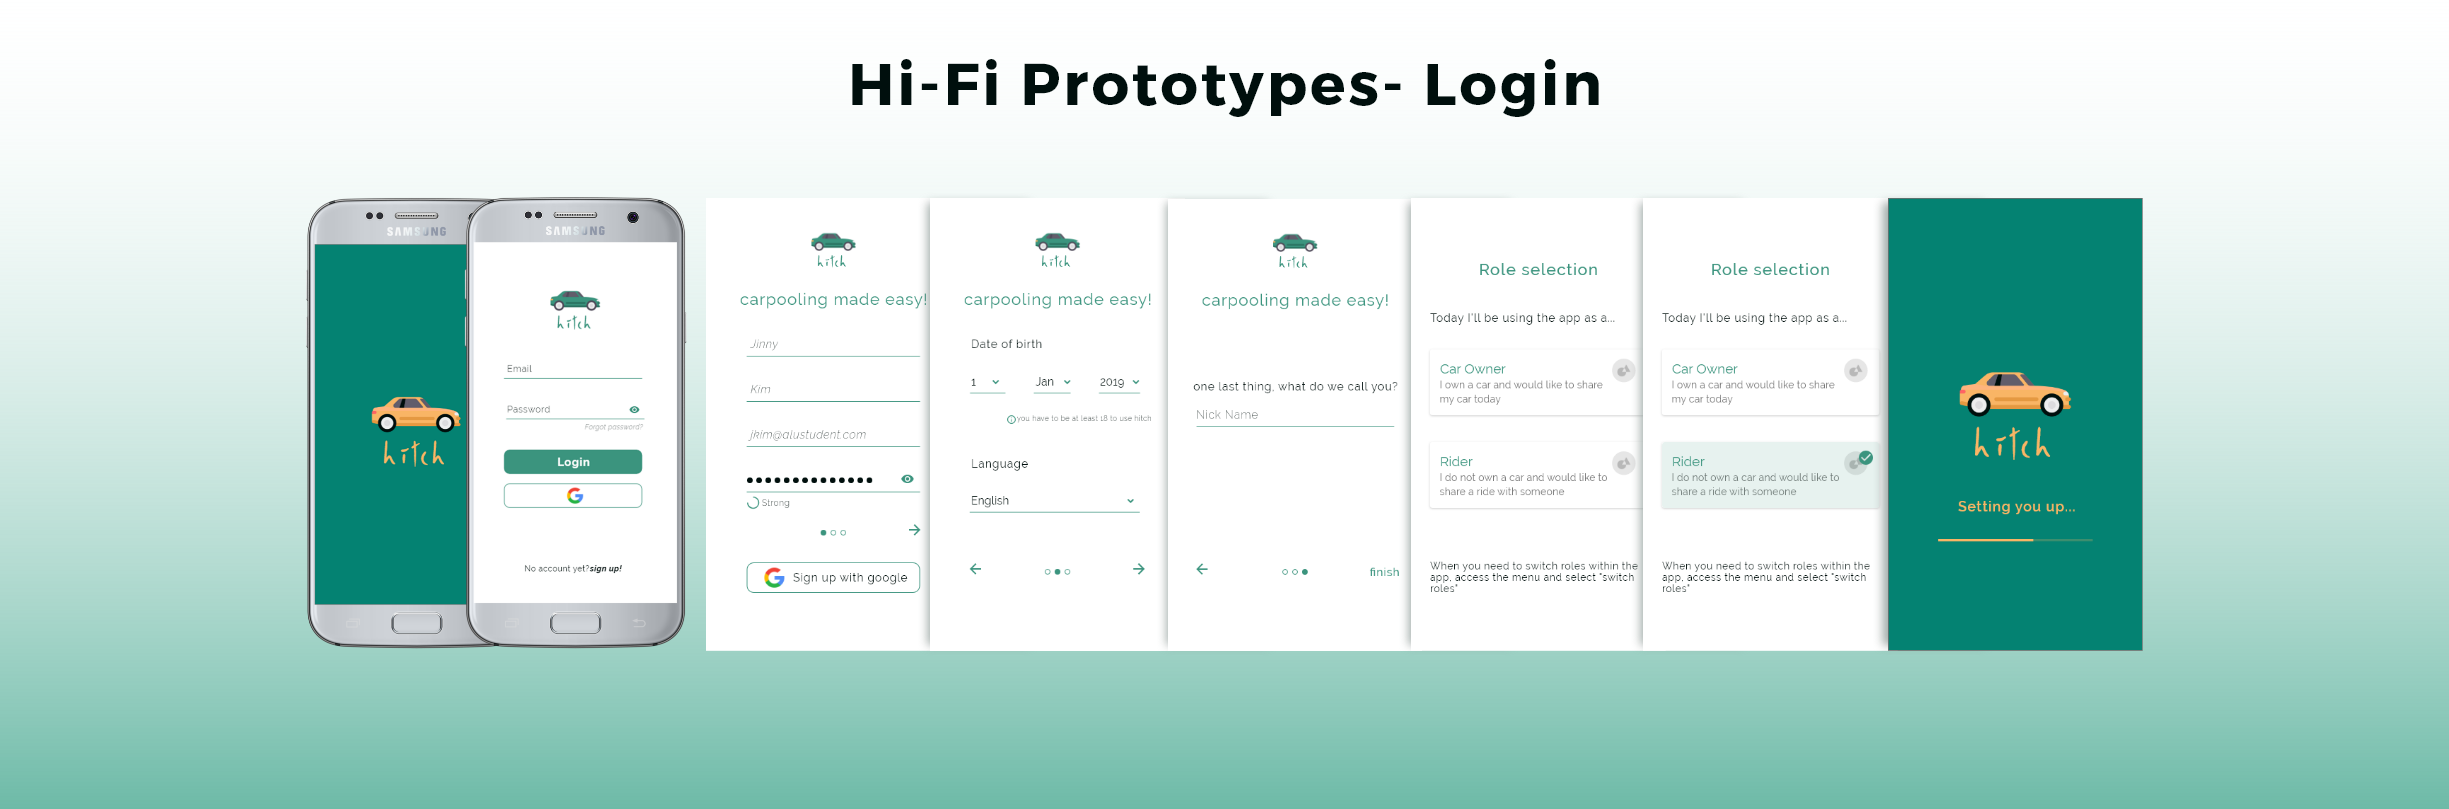 Hi-Fi Prototypes- Login
SAMSUNG
hitch
SAMSUNG
hitch
Email
Password
Forgot password?
Login
No account yet?sign up!
hitch
carpooling made easy!
Jinny
Kim
jkim@alustudent.com
Strong
Sign up with google
hitch
carpooling made easy!
Date of birth
1 Jan 2019
you have to be at least 18 to use hitch
Language
English
hitch
carpooling made easy!
one last thing, what do we call you?
Nick Name
finish
Role selection
Today I'll be using the app as a...
Car Owner
I own a car and would like to share
my car today
Rider
I do not own a car and would like to
share a ride with someone
When you need to switch roles within the
app, access the menu and select "switch
roles"
Role selection
Today I'll be using the app as a...
Car Owner
I own a car and would like to share
my car today
Rider
I do not own a car and would like to
share a ride with someone
When you need to switch roles within the
app, access the menu and select "switch
roles"
hitch
Setting you up...